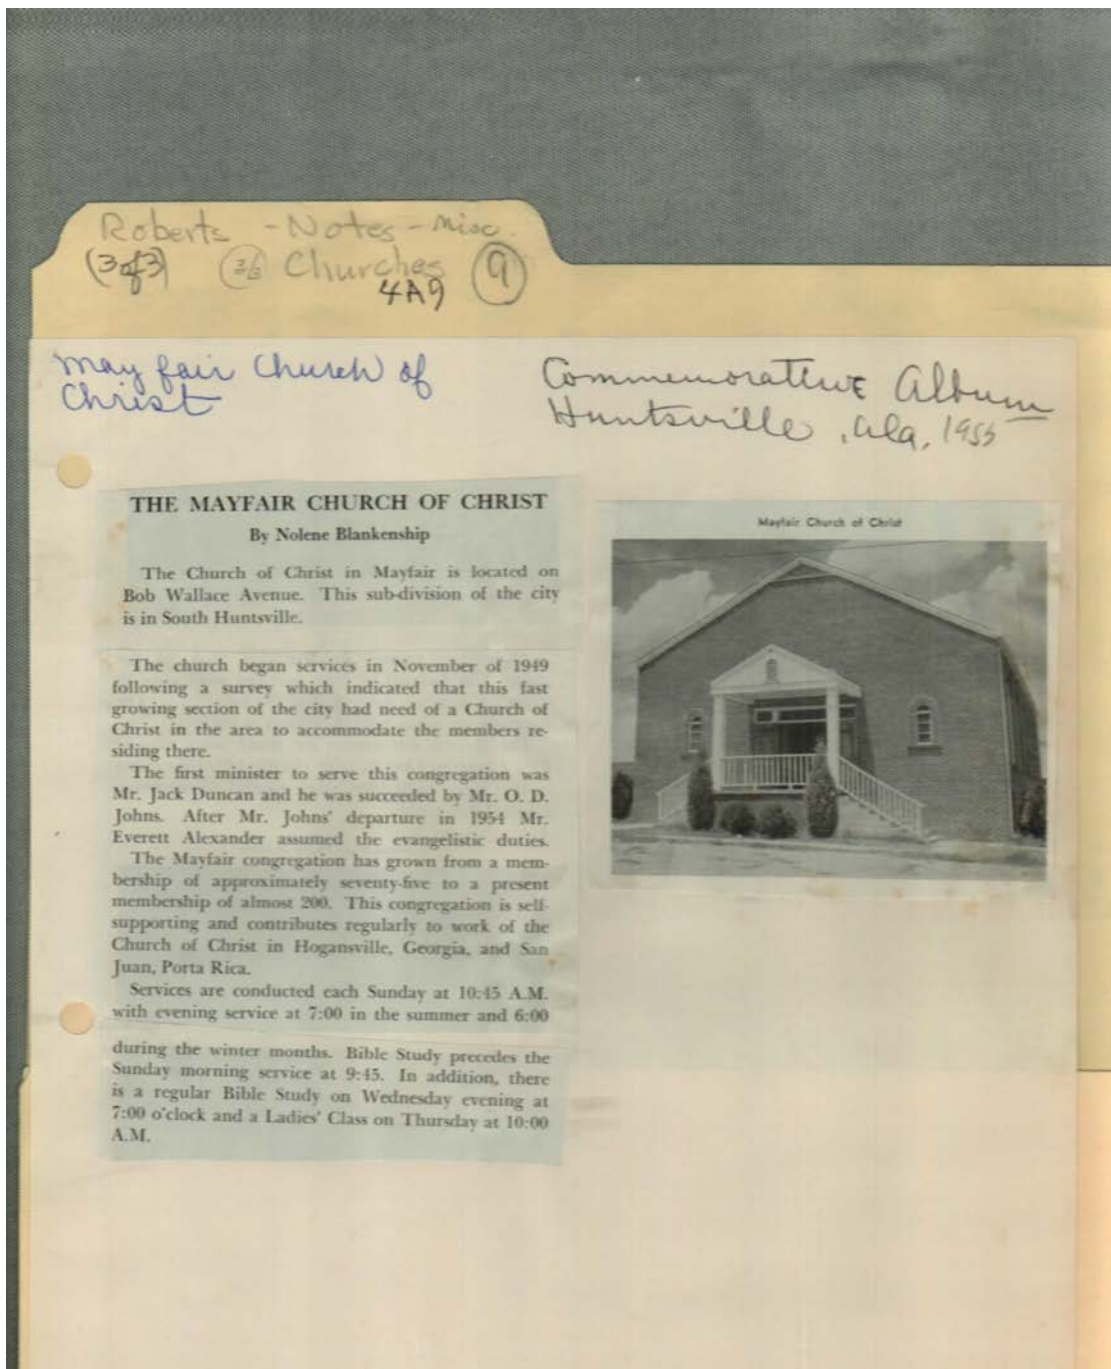 Roberts - Notes - Misc.
(3 of 3) (3/3) Churches (9)
4A9
Mayfair Church of
Christ
Commemorative Album
Huntsville, Ala, 1955
THE MAYFAIR CHURCH OF CHRIST
By Nolene Blankenship
The Church of Christ in Mayfair is located on
Bob Wallace Avenue. This sub-division of the city
is in South Huntsville.
The church began services in November of 1949
following a survey which indicated that this fast
growing section of the city had need of a Church of
Christ in the area to accommodate the members re-
siding there.
The first minister to serve this congregation was
Mr. Jack Duncan and he was succeeded by Mr. O. D.
Johns. After Mr. Johns' departure in 1954 Mr.
Everett Alexander assumed the evangelistic duties.
The Mayfair congregation has grown from a mem-
bership of approximately seventy-five to a present
membership of almost 200. This congregation is self-
supporting and contributes regularly to work of the
Church of Christ in Hogansville, Georgia, and San
Juan, Porta Rica.
Services are conducted each Sunday at 10:45 A.M.
with evening service at 7:00 in the summer and 6:00
during the winter months. Bible Study precedes the
Sunday morning service at 9:45. In addition, there
is a regular Bible Study on Wednesday evening at
7:00 o'clock and a Ladies' Class on Thursday at 10:00
A.M.
Mayfair Church of Christ